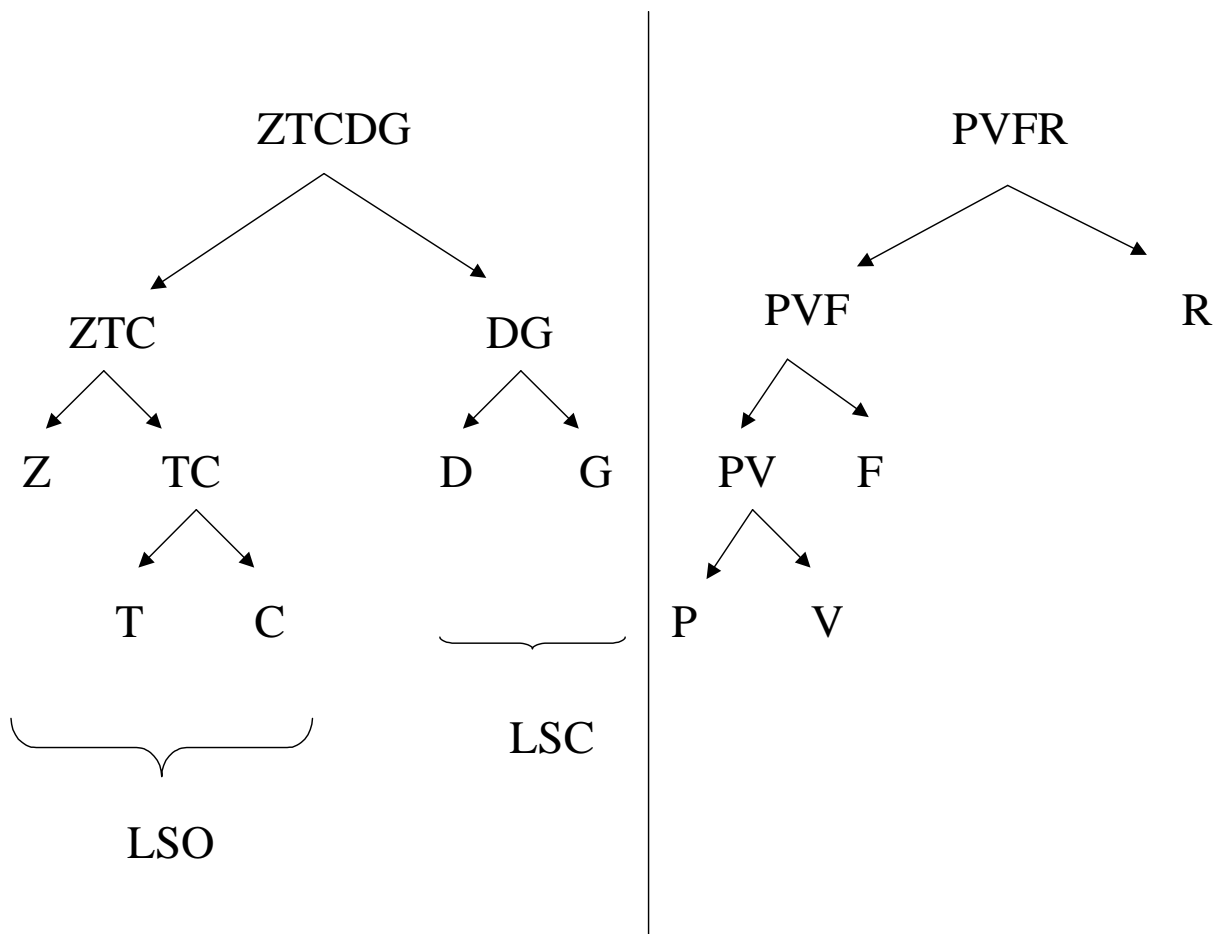 ZTCDG
ZTC DG
Z TC D G
T C
LSC
LSO
PVFR
PVF R
PV F
P V